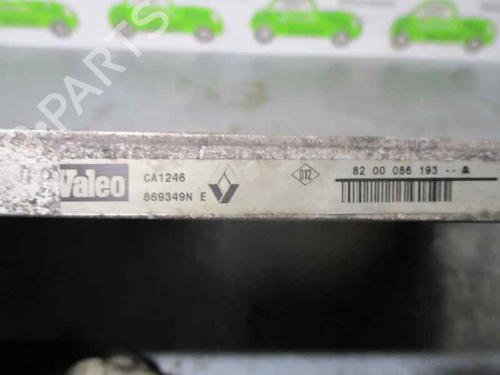 Valeo
CA1246
869349N E
D12
82 00 086 193 -- A
B-PARTS